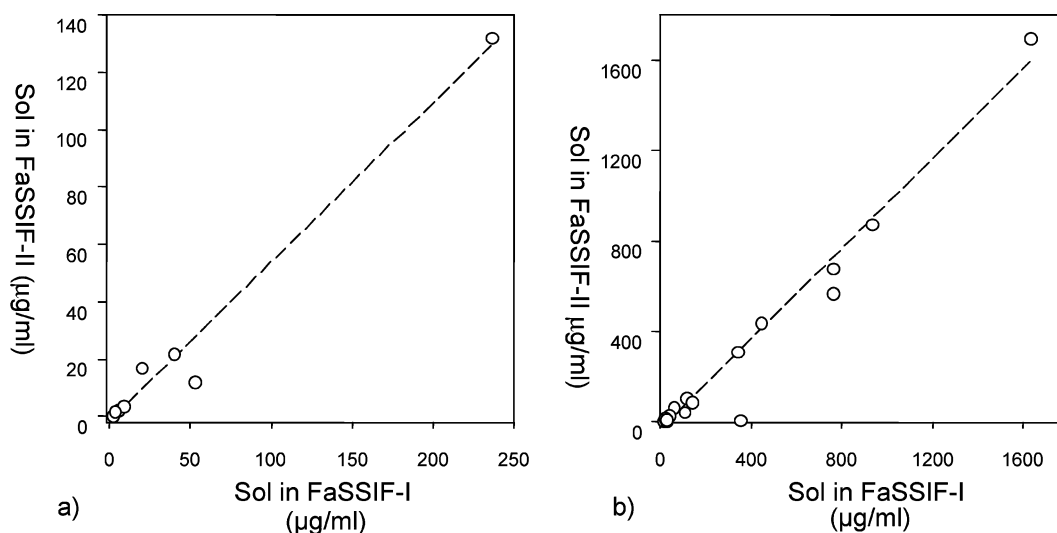 Sol in FaSSIF-II (µg/ml)
140
120
100
80
60
40
20
0
0 50 100 150 200 250
Sol in FaSSIF-I
(µg/ml)
a)
Sol in FaSSIF-II µg/ml)
1600
1200
800
400
0
0 400 800 1200 1600
Sol in FaSSIF-I
(µg/ml)
b)